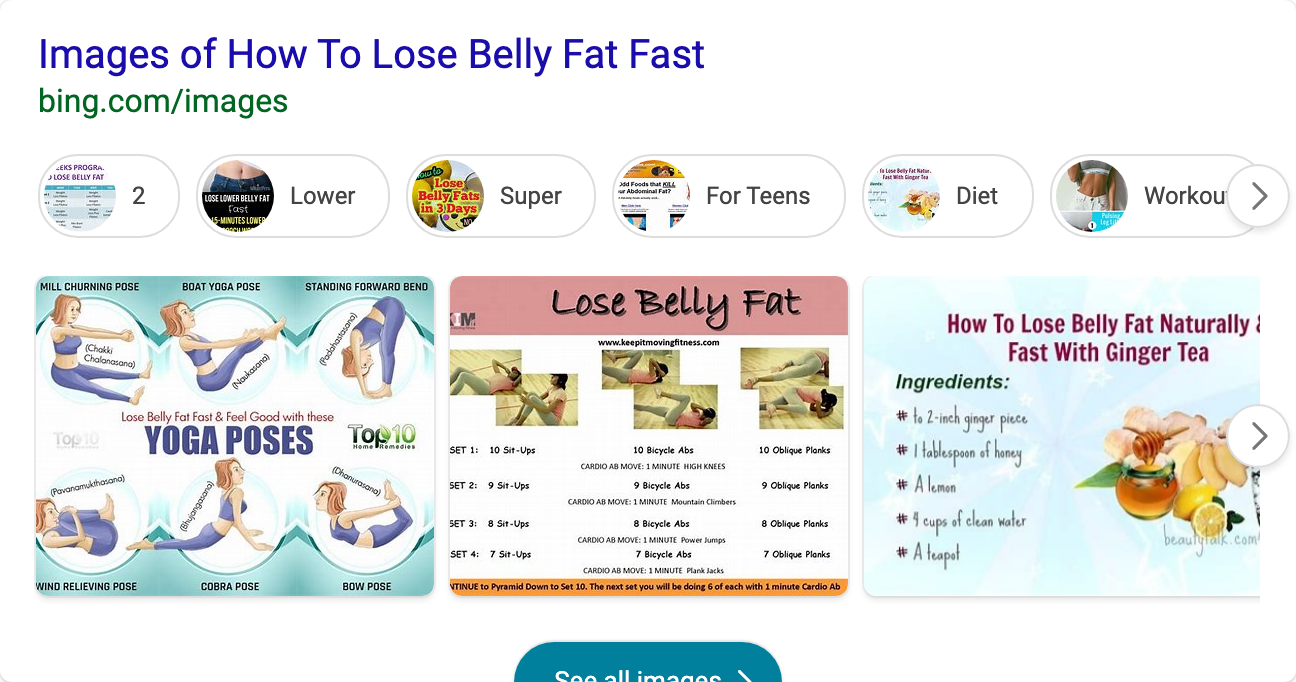 Images of How To Lose Belly Fat Fast
bing.com/images
EEKS PROGRA
LOSE BELLY FAT
2
LOSE LOWER BELLY FAT
Fast
15-MINUTES LOWER
Lower
how to
Lose
Belly Fats
in 3 Days
NO
Super
Odd Foods that KILL
our Abdominal Fat?
For Teens
To Lose Belly Fat Natur
Fast With Ginger Tea
Diet
Pulsing
Leg Lif
1
Workou
MILL CHURNING POSE
BOAT YOGA POSE
STANDING FORWARD BEND
(Chakki
Chalanasana)
(Naukasana)
(Padahastasana)
Lose Belly Fat Fast & Feel Good with these
YOGA POSES
Top10
Top10
Home Remedies
(Pavanamukthasana)
(Bhujangasana)
(Dhanurasana)
WIND RELIEVING POSE
COBRA POSE
BOW POSE
Lose Belly Fat
KIM
www.keepitmovingfitness.com
SET 1: 10 Sit-Ups 10 Bicycle Abs 10 Oblique Planks
CARDIO AB MOVE: 1 MINUTE HIGH KNEES
SET 2: 9 Sit-Ups 9 Bicycle Abs 9 Oblique Planks
CARDIO AB MOVE: 1 MINUTE Mountain Climbers
SET 3: 8 Sit-Ups 8 Bicycle Abs 8 Oblique Planks
CARDIO AB MOVE: 1 MINUTE Power Jumps
SET 4: 7 Sit-Ups 7 Bicycle Abs 7 Oblique Planks
CARDIO AB MOVE: 1 MINUTE Plank Jacks
NTINUE to Pyramid Down to Set 10. The next set you will be doing 6 of each with 1 minute Cardio Ab
How To Lose Belly Fat Naturally &
Fast With Ginger Tea
Ingredients:
# to 2-inch ginger piece
# 1 tablespoon of honey
# A lemon
# 4 cups of clean water
# A teapot
beautytalk.com
See all images